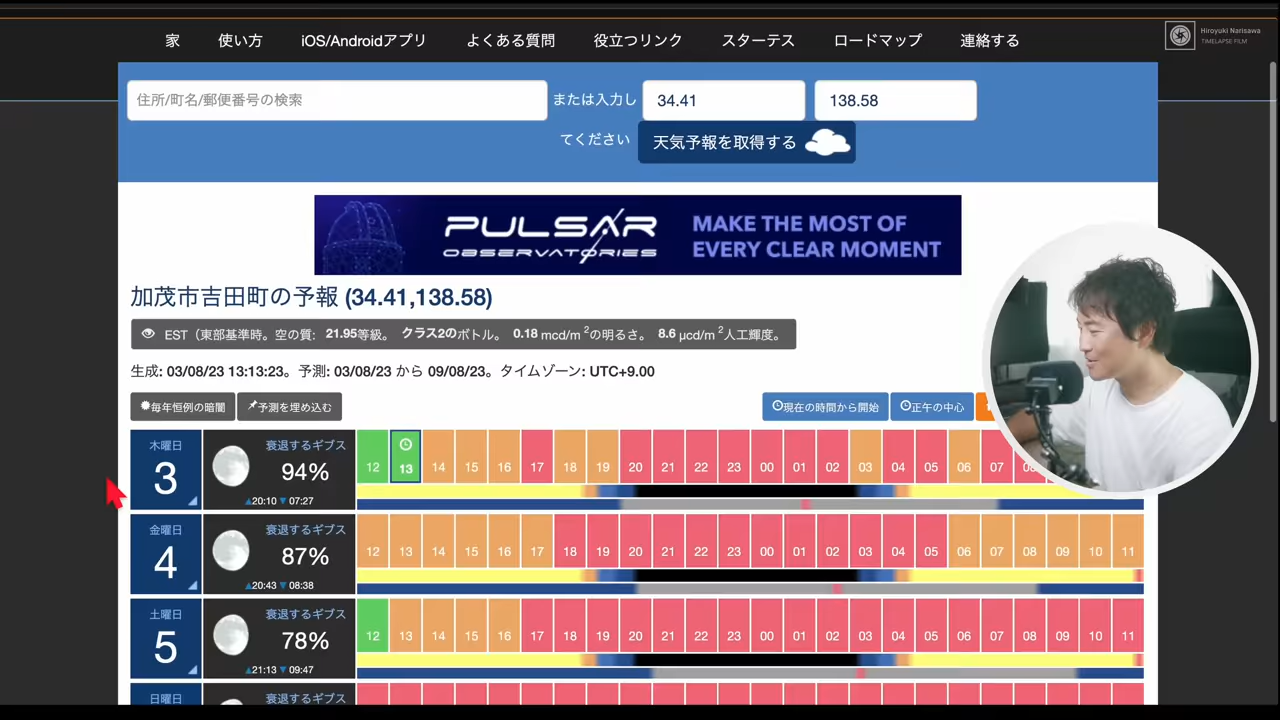 家 使い方 iOS/Androidアプリ よくある質問 役立つリンク スターテス ロードマップ 連絡する
Hiroyuki Narisawa
TIMELAPSE FILM
住所/町名/郵便番号の検索 または入力し 34.41 138.58
てください 天気予報を取得する
PULSAR
OBSERVATORIES
MAKE THE MOST OF
EVERY CLEAR MOMENT
加茂市吉田町の予報 (34.41,138.58)
EST（東部基準時。空の質: 21.95等級。 クラス2のボトル。 0.18 mcd/m 2の明るさ。 8.6 μcd/m 2人工輝度。
生成: 03/08/23 13:13:23。予測: 03/08/23 から 09/08/23。タイムゾーン: UTC+9.00
毎年恒例の暗闇 予測を埋め込む 現在の時間から開始 正午の中心
木曜日 衰退するギブス
3 94% 12 13 14 15 16 17 18 19 20 21 22 23 00 01 02 03 04 05 06 07
▲20:10 ▼07:27
金曜日 衰退するギブス
4 87% 12 13 14 15 16 17 18 19 20 21 22 23 00 01 02 03 04 05 06 07 08 09 10 11
▲20:43 ▼08:38
土曜日 衰退するギブス
5 78% 12 13 14 15 16 17 18 19 20 21 22 23 00 01 02 03 04 05 06 07 08 09 10 11
▲21:13 ▼09:47
日曜日 衰退するギブス